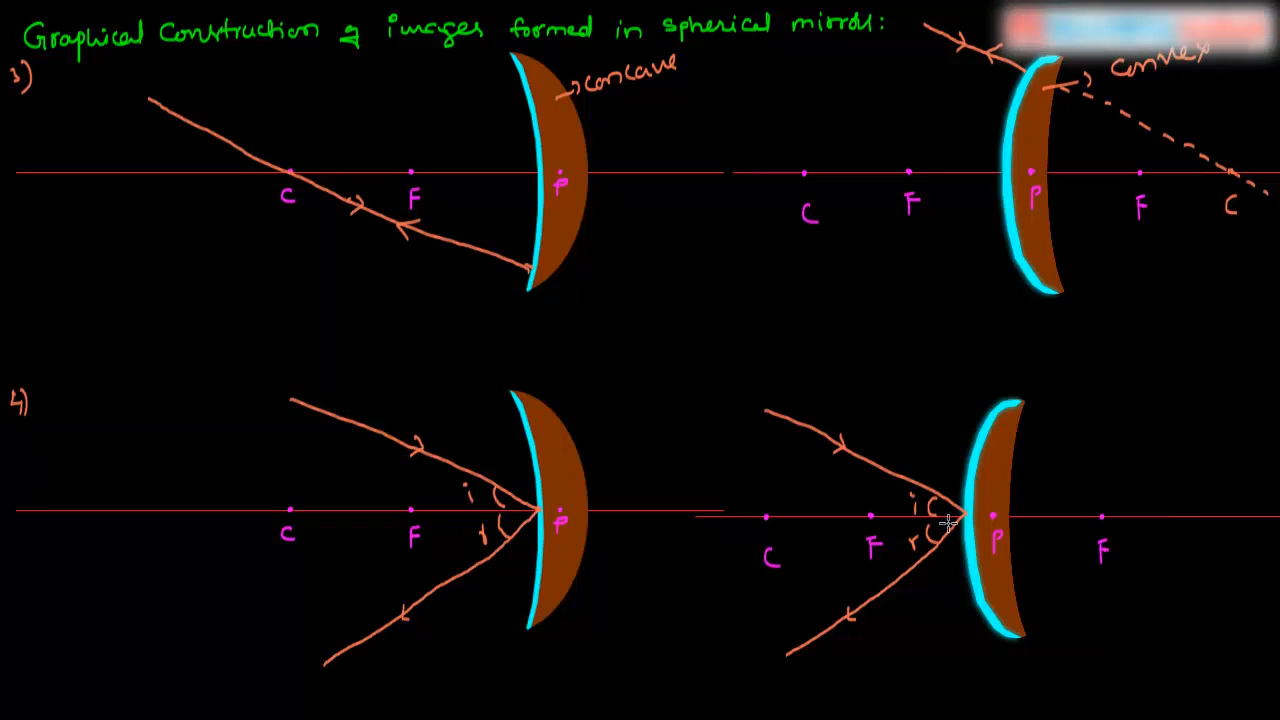 Graphical Construction of images formed in spherical mirrors:
3)
concave
convex
C F P
C F P F C
4)
i
r
C F P
i
r
C F P F